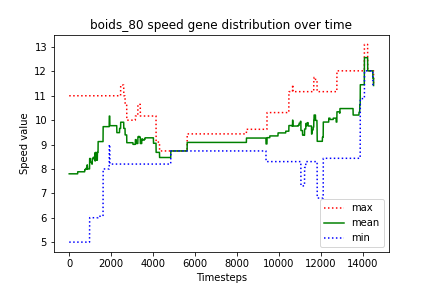 boids_80 speed gene distribution over time
Speed value
13
12
11
10
9
8
7
6
5
0 2000 4000 6000 8000 10000 12000 14000
Timesteps
max
mean
min